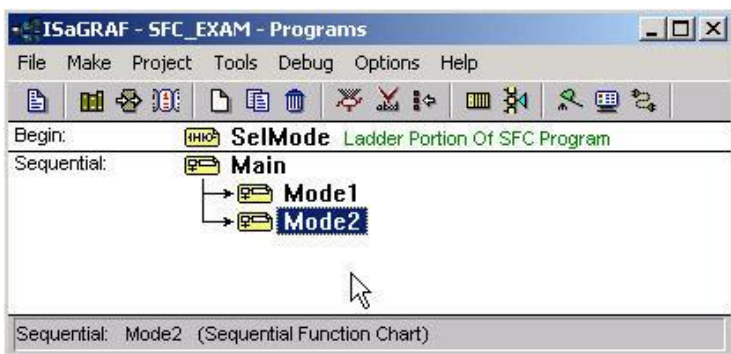 ISaGRAF - SFC_EXAM - Programs
File Make Project Tools Debug Options Help
Begin: SelMode Ladder Portion Of SFC Program
Sequential: Main
Mode1
Mode2
Sequential: Mode2 (Sequential Function Chart)